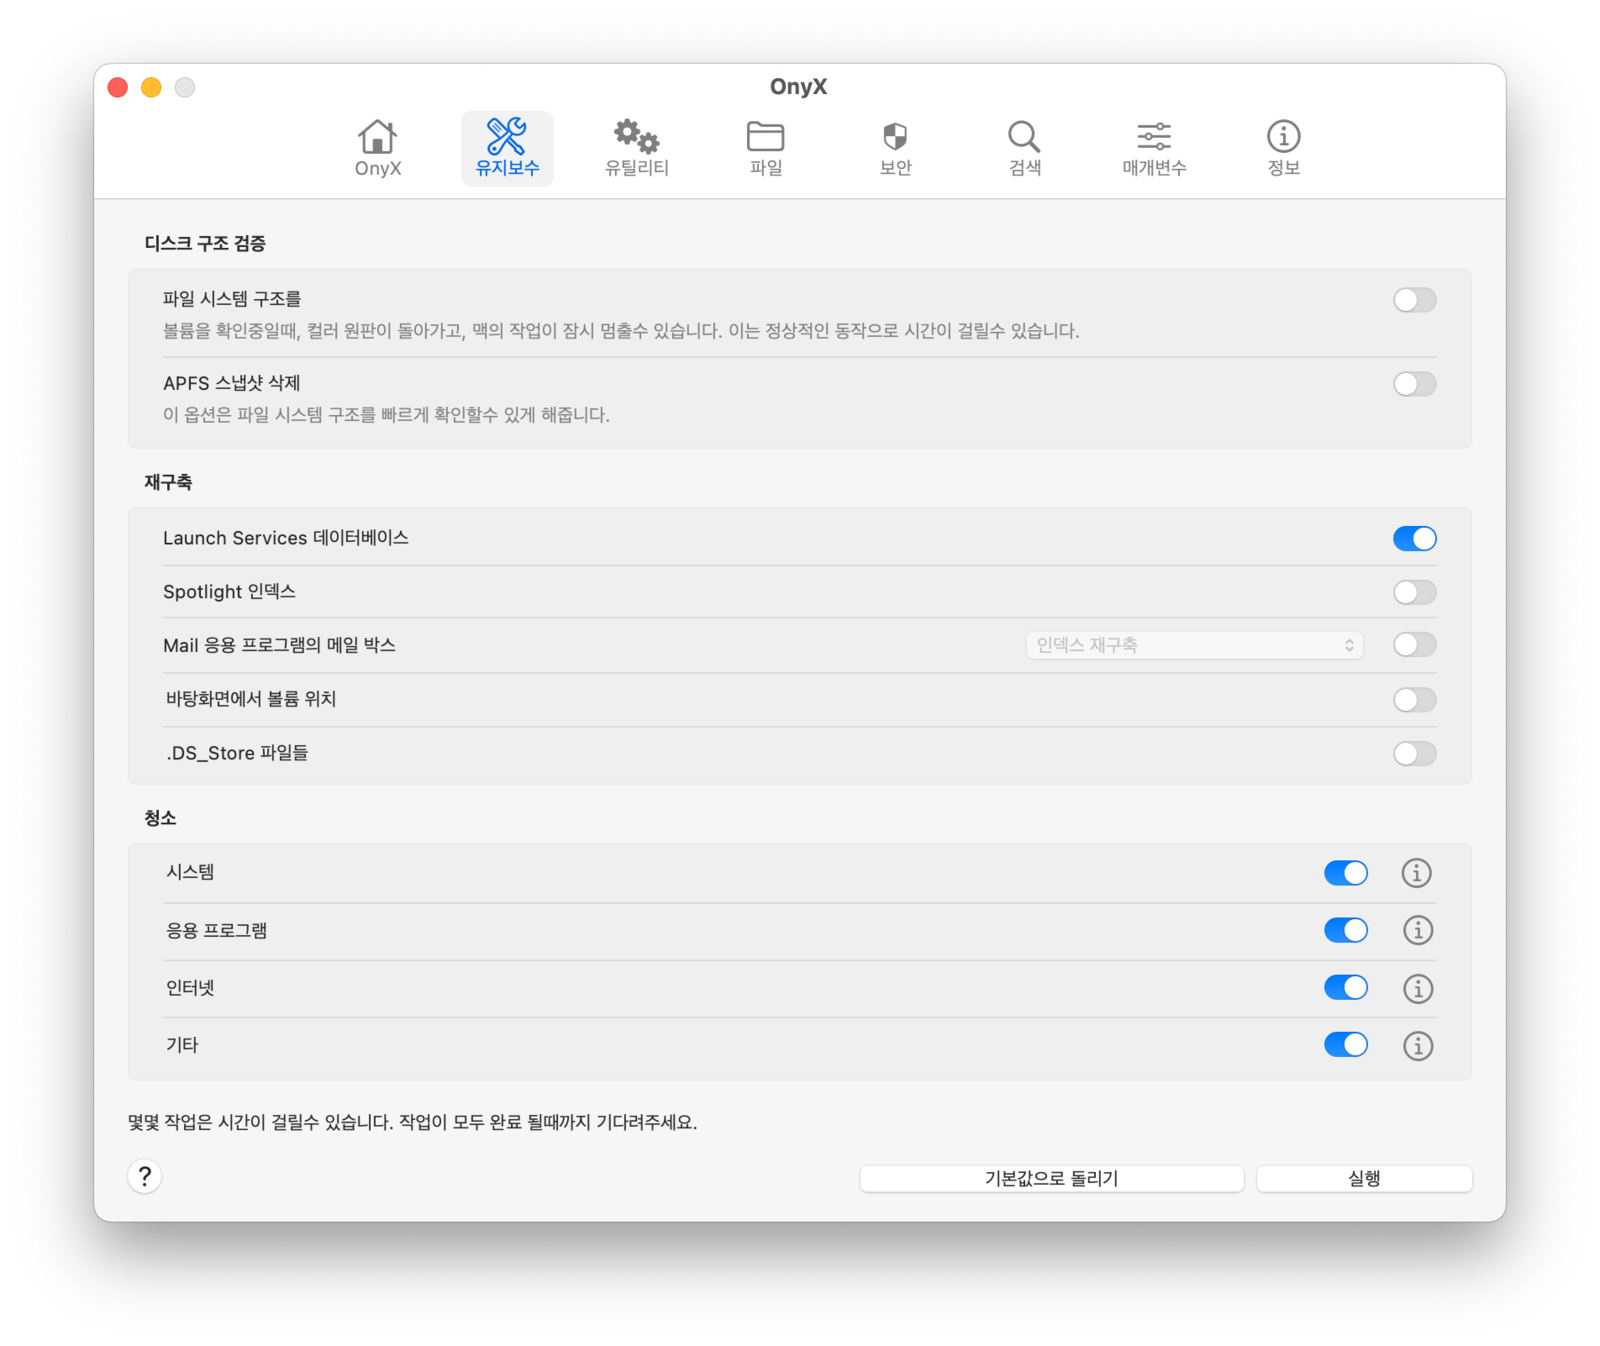 OnyX
OnyX
유지보수
유틸리티
파일
보안
검색
매개변수
정보
디스크 구조 검증
파일 시스템 구조를
볼륨을 확인중일때, 컬러 원판이 돌아가고, 맥의 작업이 잠시 멈출수 있습니다. 이는 정상적인 동작으로 시간이 걸릴수 있습니다.
APFS 스냅샷 삭제
이 옵션은 파일 시스템 구조를 빠르게 확인할수 있게 해줍니다.
재구축
Launch Services 데이터베이스
Spotlight 인덱스
Mail 응용 프로그램의 메일 박스
인덱스 재구축
바탕화면에서 볼륨 위치
.DS_Store 파일들
청소
시스템
응용 프로그램
인터넷
기타
몇몇 작업은 시간이 걸릴수 있습니다. 작업이 모두 완료 될때까지 기다려주세요.
?
기본값으로 돌리기
실행